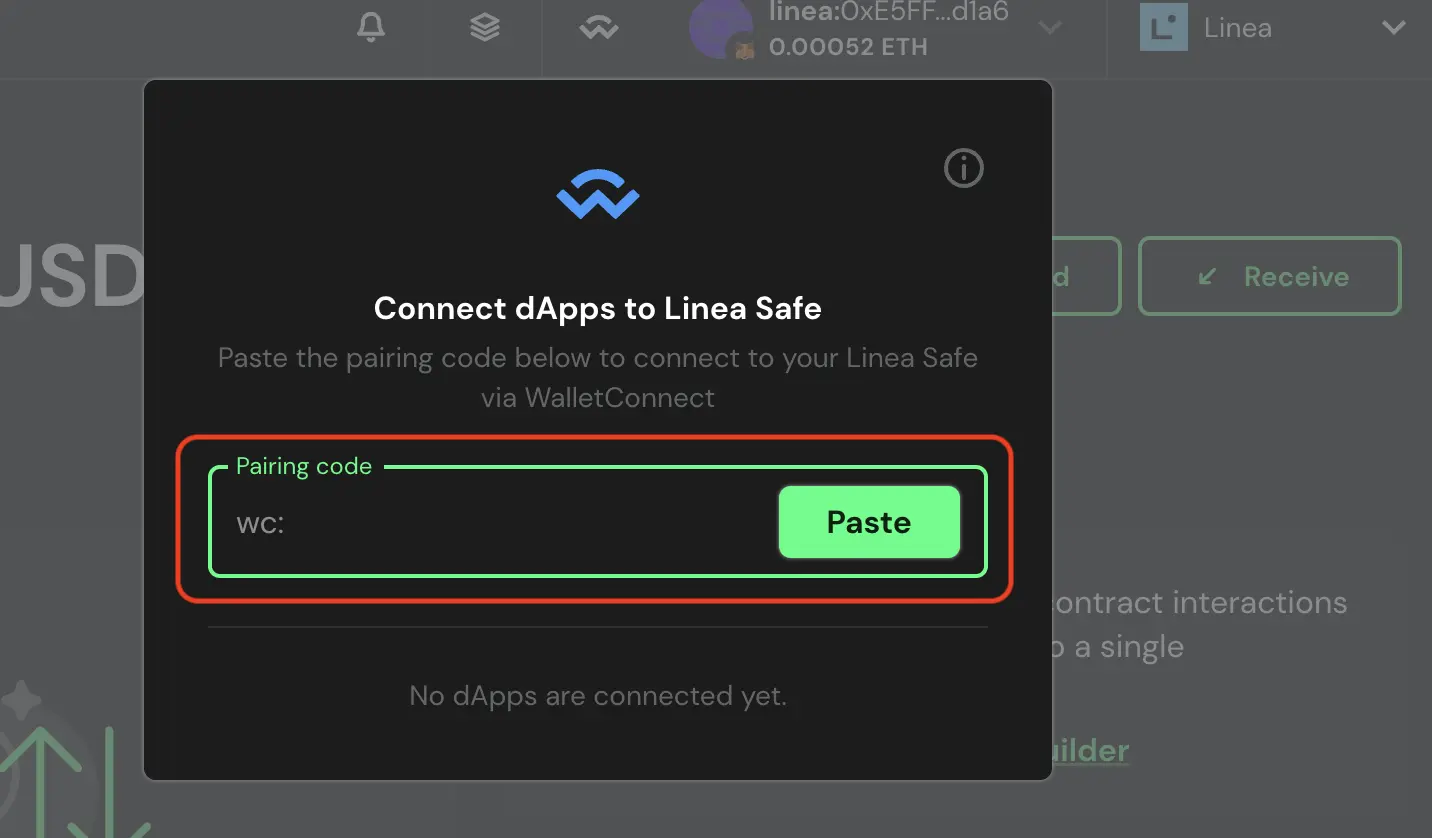 linea:0xE5FF...d1a6
0.00052 ETH
Linea
USD
Receive
Connect dApps to Linea Safe
Paste the pairing code below to connect to your Linea Safe
via WalletConnect
Pairing code
wc:
Paste
contract interactions
a single
No dApps are connected yet.